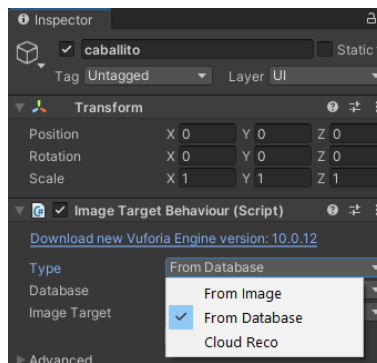 Inspector
caballito
Static
Tag Untagged Layer UI
Transform
Position X 0 Y 0 Z 0
Rotation X 0 Y 0 Z 0
Scale X 1 Y 1 Z 1
Image Target Behaviour (Script)
Download new Vuforia Engine version: 10.0.12
Type From Database
Database
Image Target
From Image
From Database
Cloud Reco
Advanced